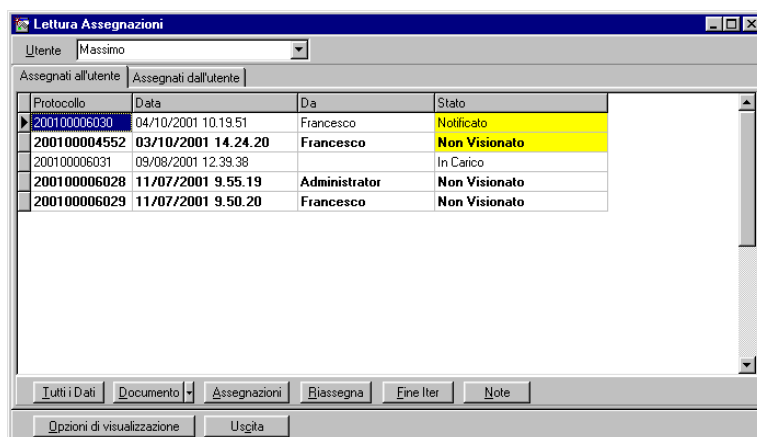 Lettura Assegnazioni
Utente Massimo
Assegnati all'utente Assegnati dall'utente
Protocollo Data Da Stato
200100006030 04/10/2001 10.19.51 Francesco Notificato
200100004552 03/10/2001 14.24.20 Francesco Non Visionato
200100006031 09/08/2001 12.39.38 In Carico
200100006028 11/07/2001 9.55.19 Administrator Non Visionato
200100006029 11/07/2001 9.50.20 Francesco Non Visionato
Tutti i Dati Documento Assegnazioni Riassegna Fine Iter Note
Opzioni di visualizzazione Uscita